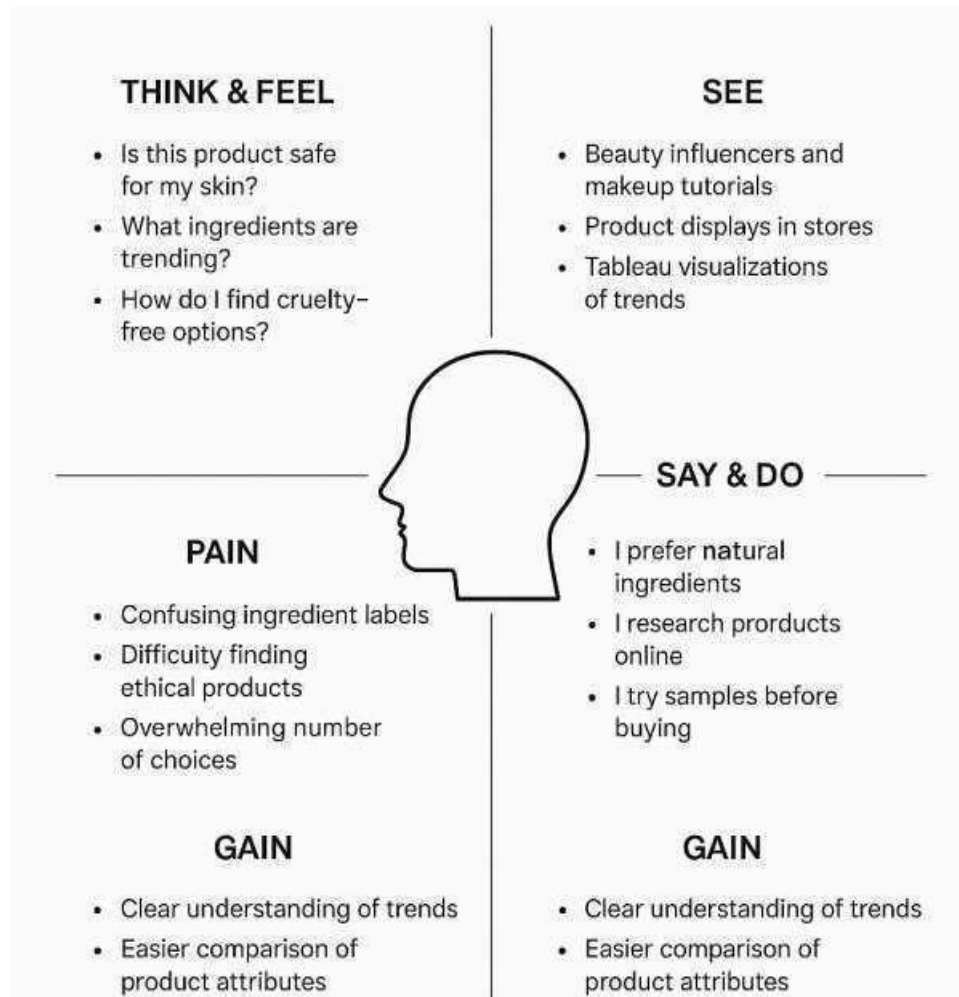 THINK & FEEL
• Is this product safe
for my skin?
• What ingredients are
trending?
• How do I find cruelty-
free options?
SEE
• Beauty influencers and
makeup tutorials
• Product displays in stores
• Tableau visualizations
of trends
PAIN
• Confusing ingredient labels
• Difficuity finding
ethical products
• Overwhelming number
of choices
SAY & DO
• I prefer natural
ingredients
• I research prorducts
online
• I try samples before
buying
GAIN
• Clear understanding of trends
• Easier comparison of
product attributes
GAIN
• Clear understanding of trends
• Easier comparison of
product attributes